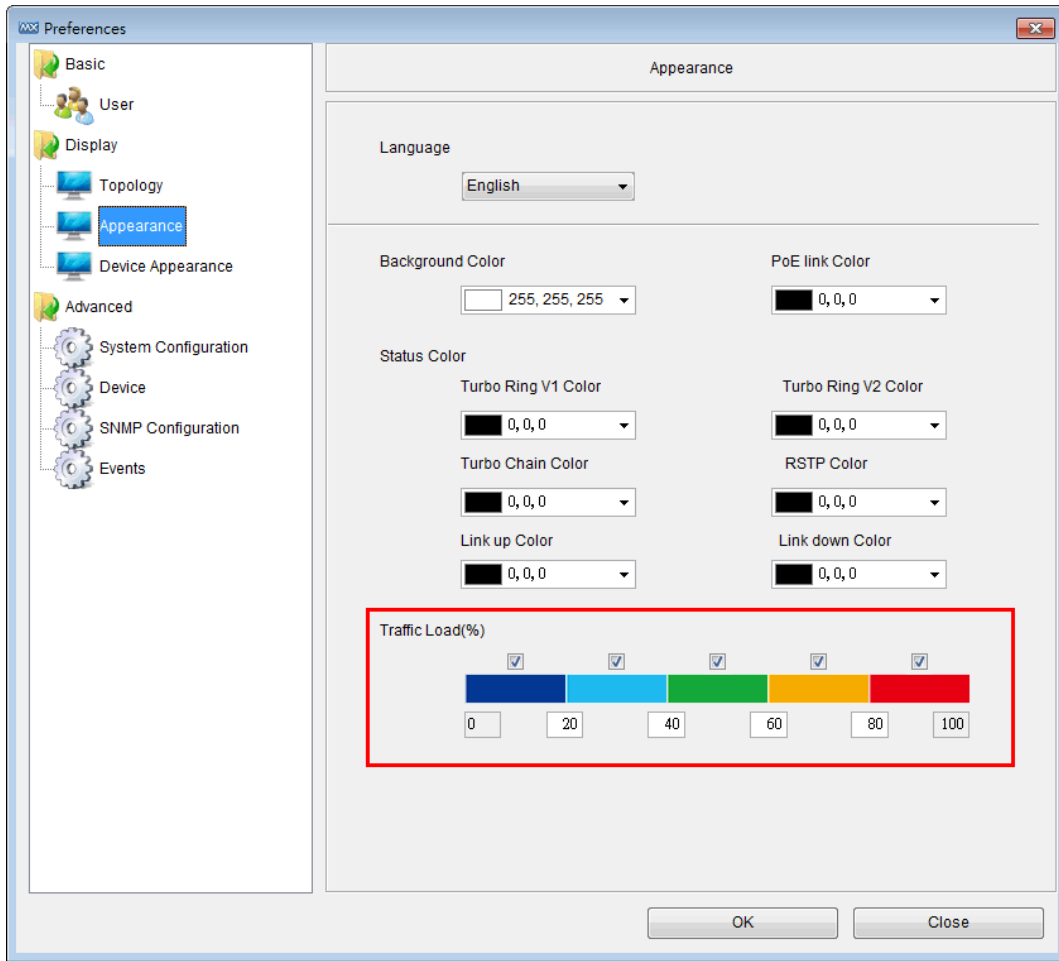 MX Preferences
Basic
User
Display
Topology
Appearance
Device Appearance
Advanced
System Configuration
Device
SNMP Configuration
Events
Appearance
Language
English
Background Color PoE link Color
255, 255, 255 0, 0, 0
Status Color
Turbo Ring V1 Color Turbo Ring V2 Color
0, 0, 0 0, 0, 0
Turbo Chain Color RSTP Color
0, 0, 0 0, 0, 0
Link up Color Link down Color
0, 0, 0 0, 0, 0
Traffic Load(%)
0 20 40 60 80 100
OK Close